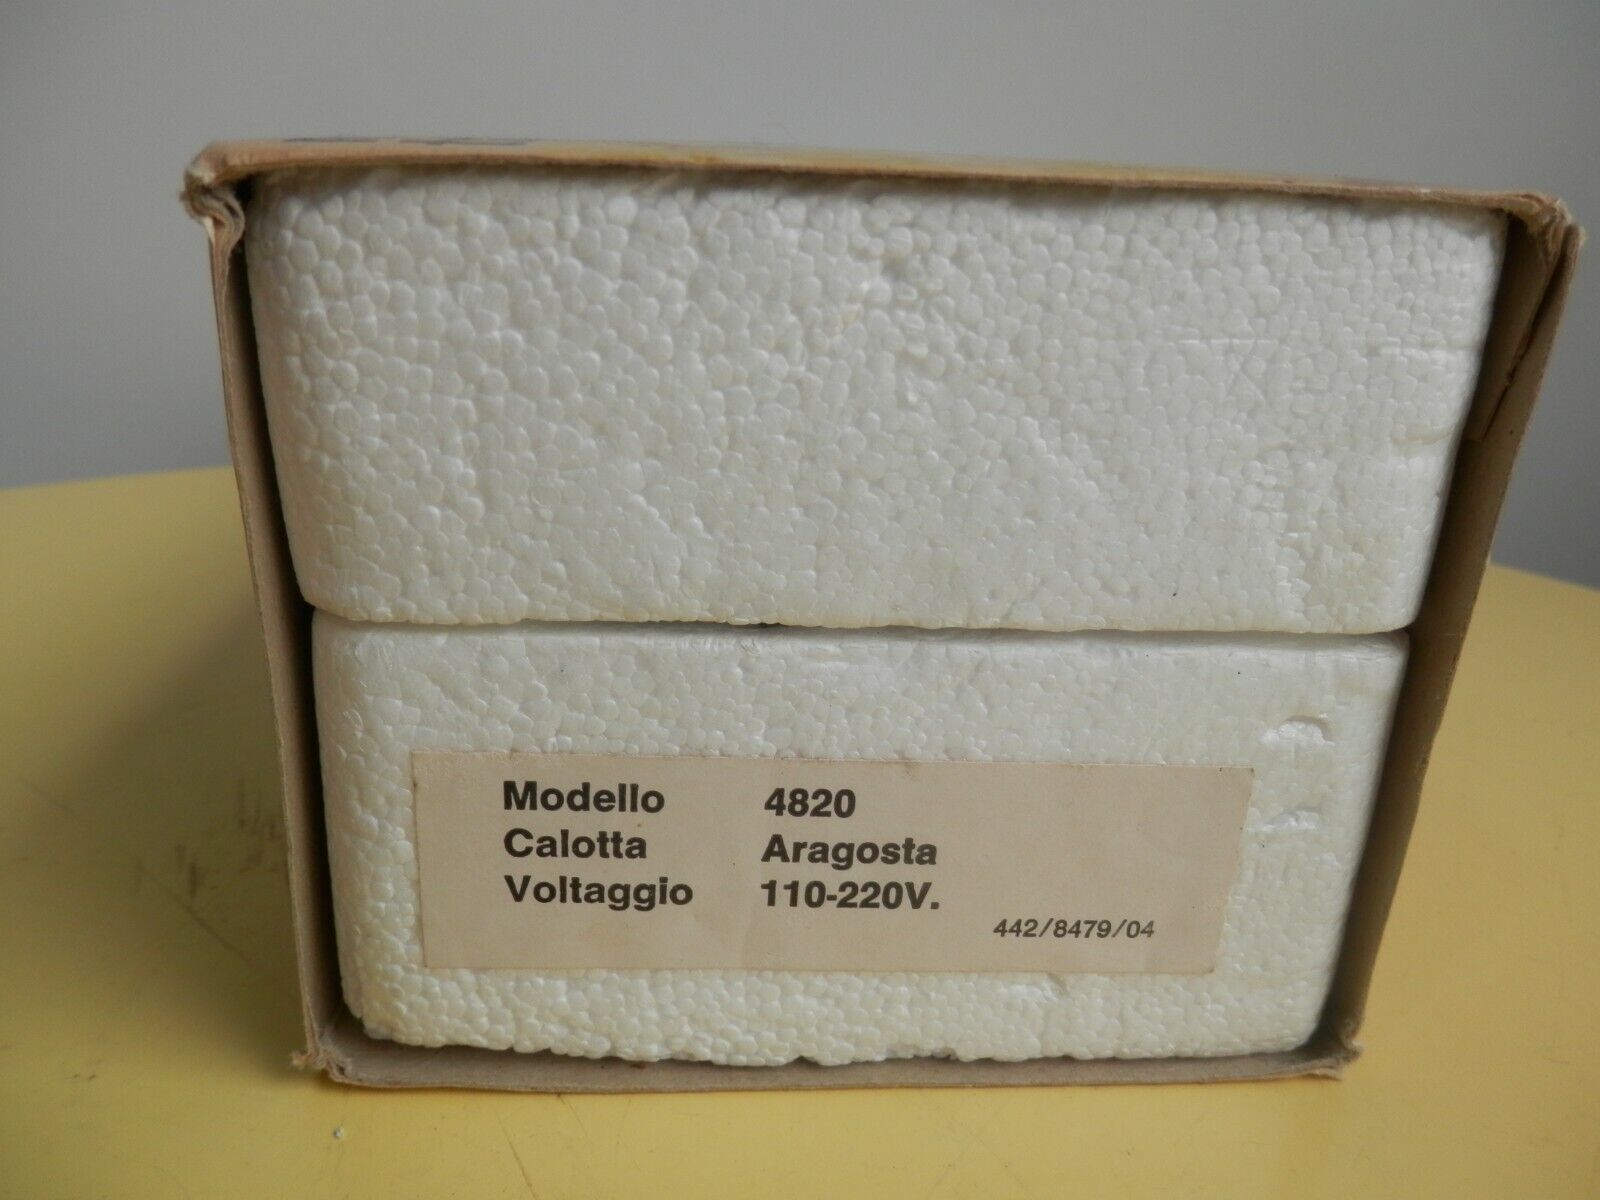 Modello 4820
Calotta Aragosta
Voltaggio 110-220V.
442/8479/04